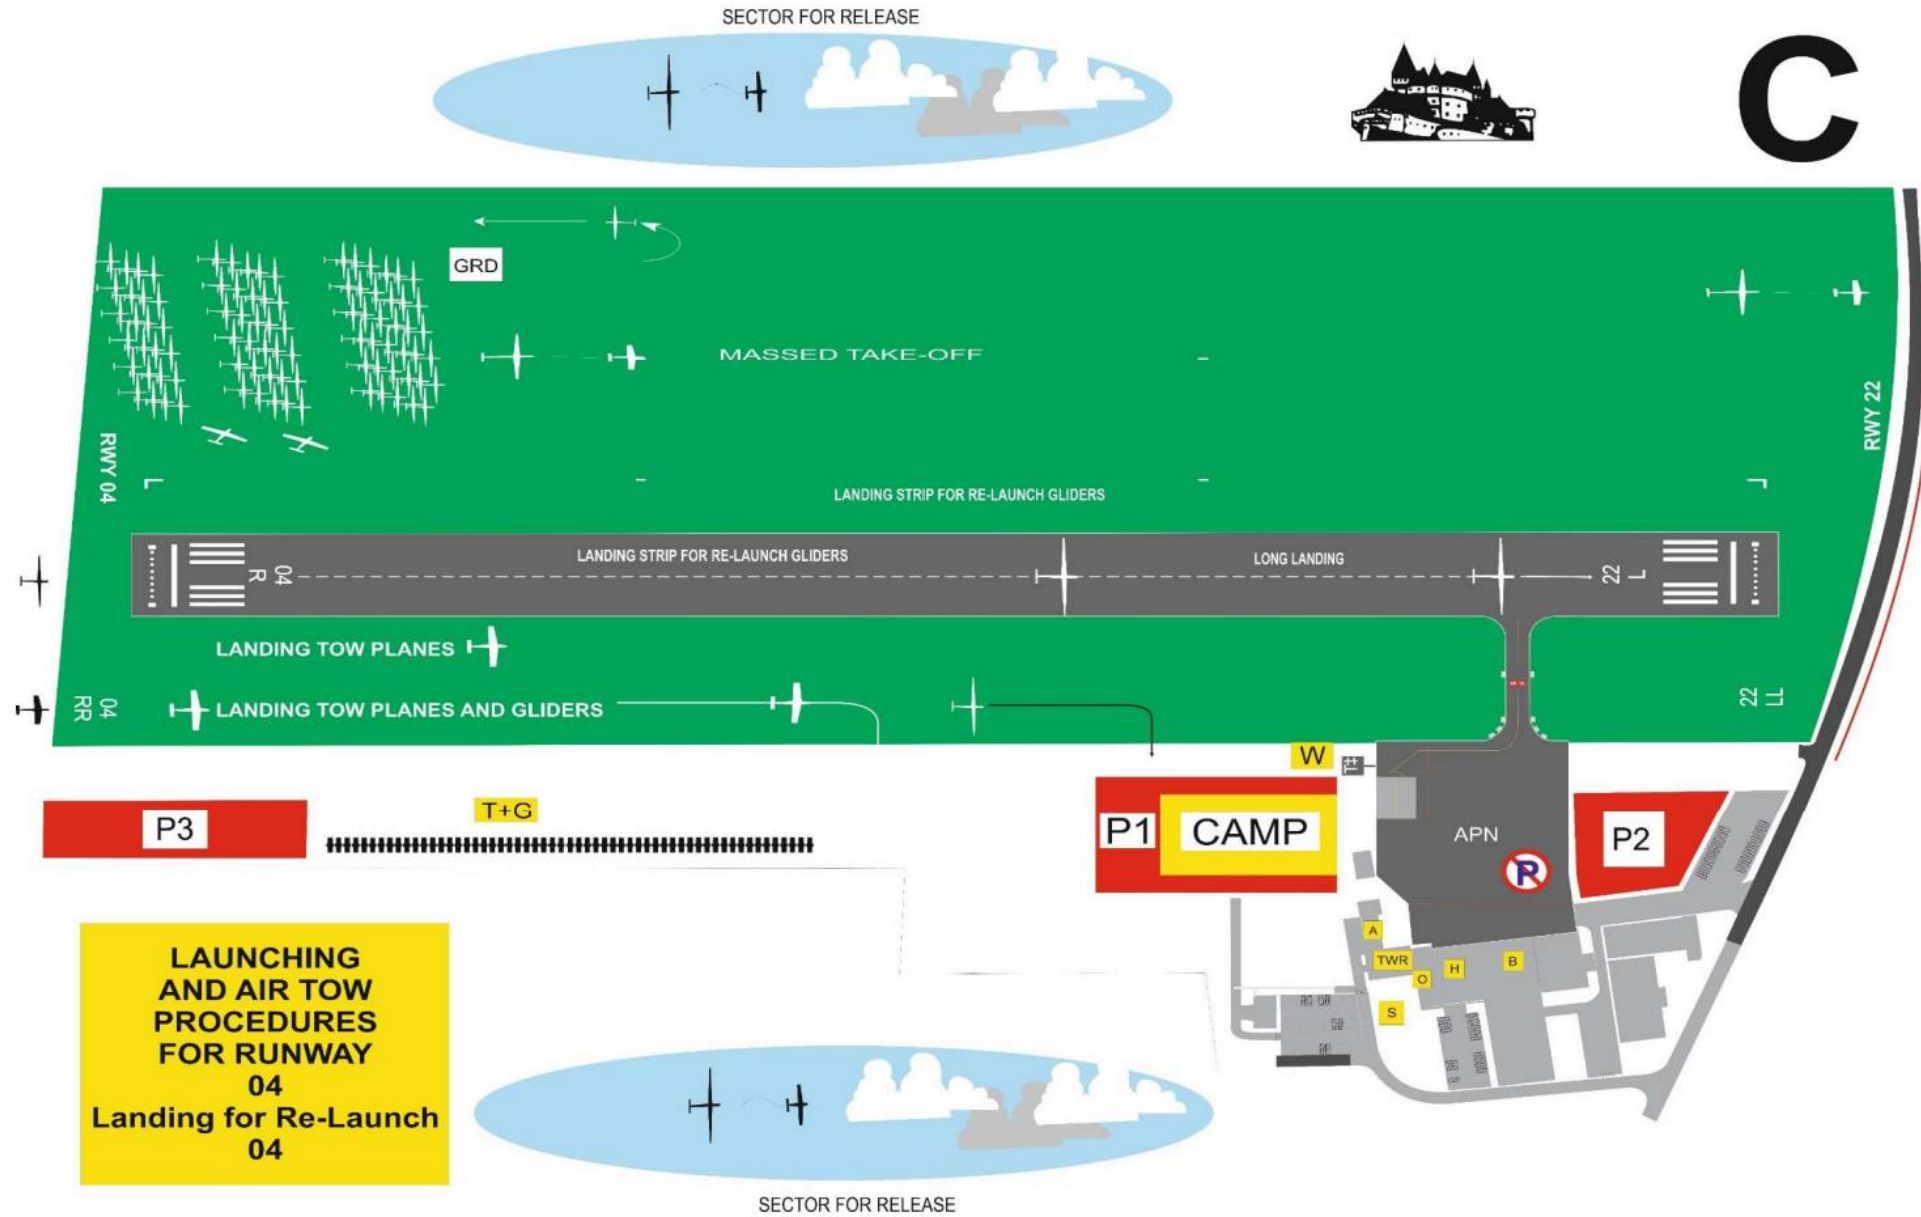 SECTOR FOR RELEASE
C
GRD
MASSED TAKE-OFF
RWY 04
RWY 22
LANDING STRIP FOR RE-LAUNCH GLIDERS
LANDING STRIP FOR RE-LAUNCH GLIDERS
LONG LANDING
04
R
22
L
LANDING TOW PLANES
04
RR
LANDING TOW PLANES AND GLIDERS
22
LL
W
P3
T+G
P1
CAMP
APN
P
P2
A
TWR
O
H
B
S
LAUNCHING
AND AIR TOW
PROCEDURES
FOR RUNWAY
04
Landing for Re-Launch
04
SECTOR FOR RELEASE